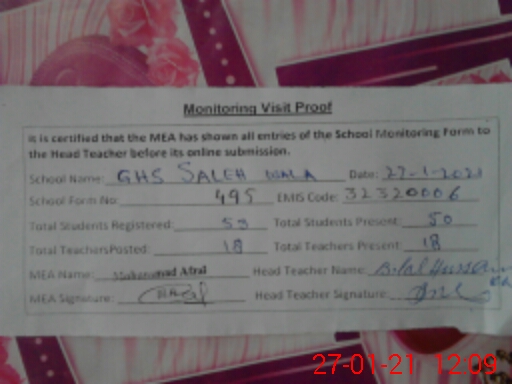 Monitoring Visit Proof
It is certified that the MEA has shown all entries of the School Monitoring Form to
the Head Teacher before its online submission.
School Name: GHS SALEH WALA Date: 27-1-2021
School Form No: 495 EMIS Code: 32320006
Total Students Registered: 53 Total Students Present: 50
Total TeachersPosted: 18 Total Teachers Present: 18
MEA Name: Muhammad Afzal Head Teacher Name: Bilal Hussain
MEA Signature: Head Teacher Signature:
27-01-21 12:09